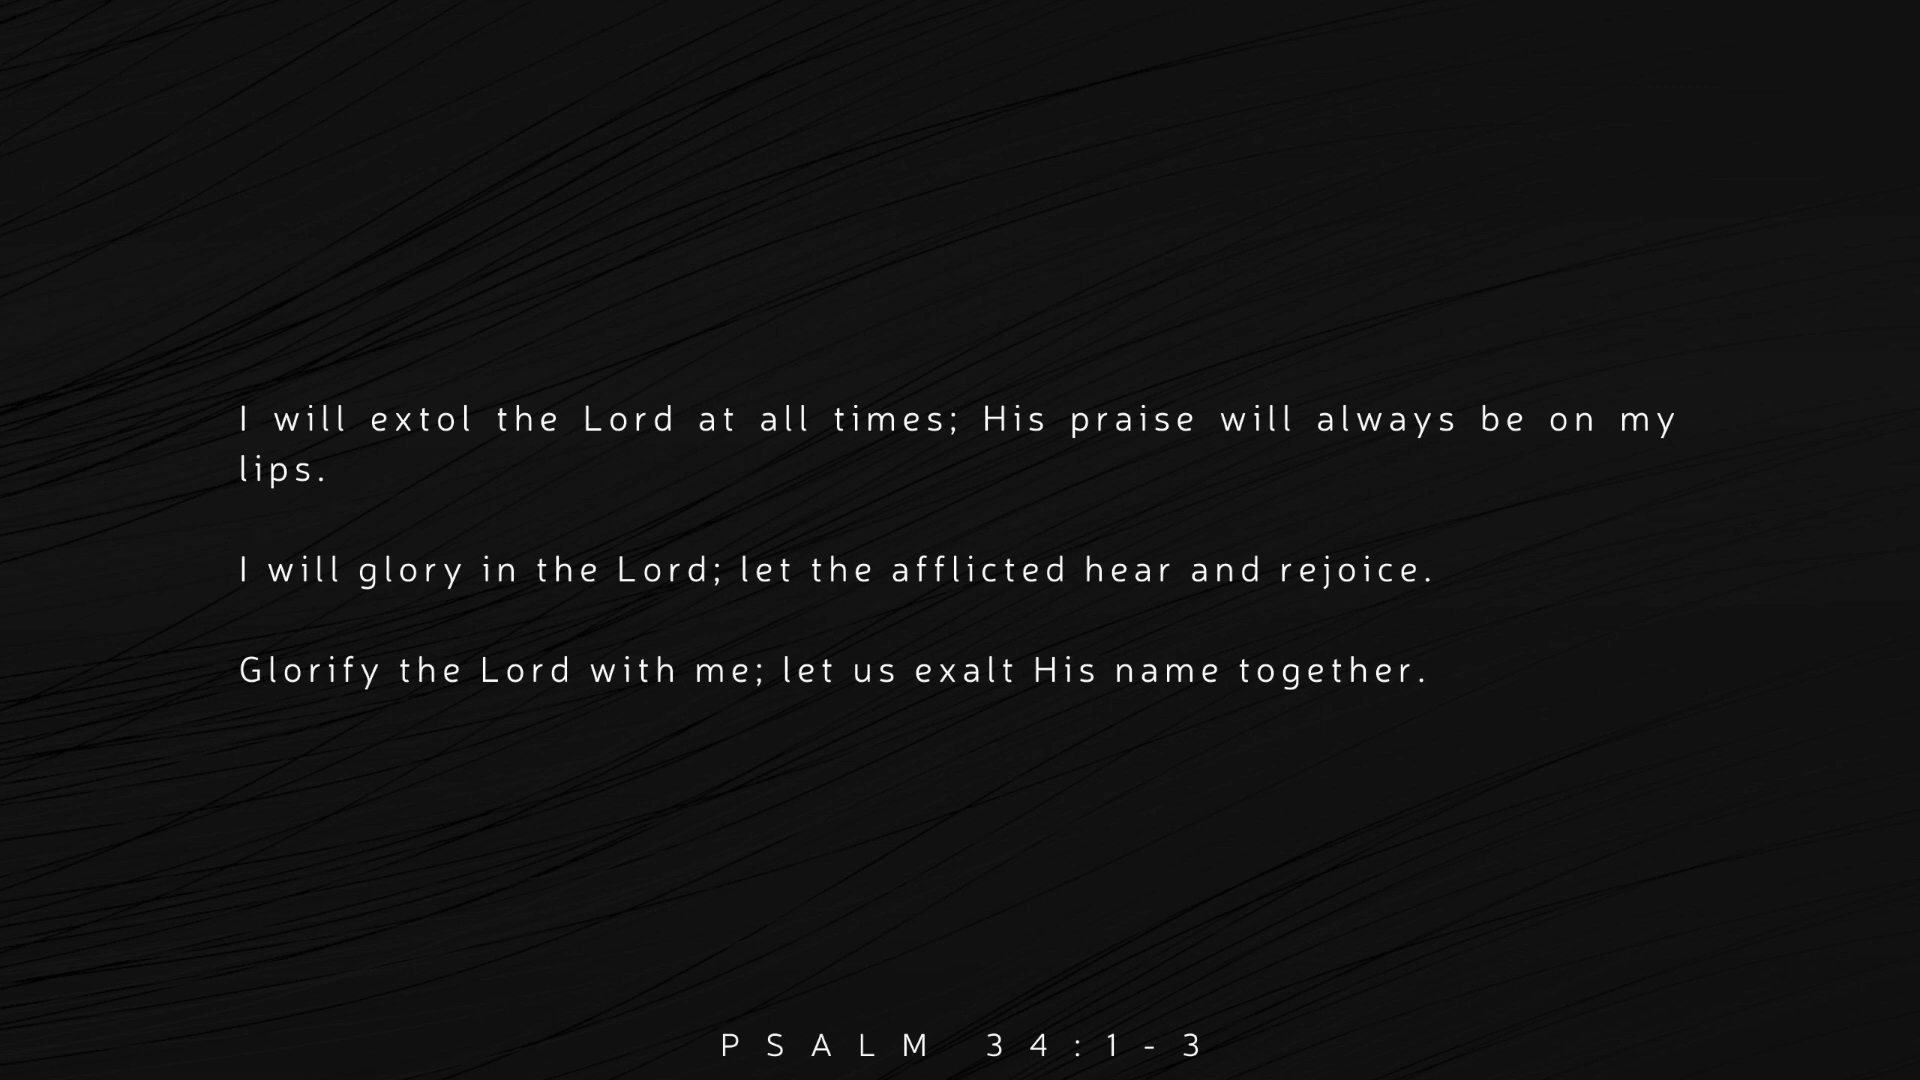 I will extol the Lord at all times; His praise will always be on my
lips.
I will glory in the Lord; let the afflicted hear and rejoice.
Glorify the Lord with me; let us exalt His name together.
PSALM 34:1-3